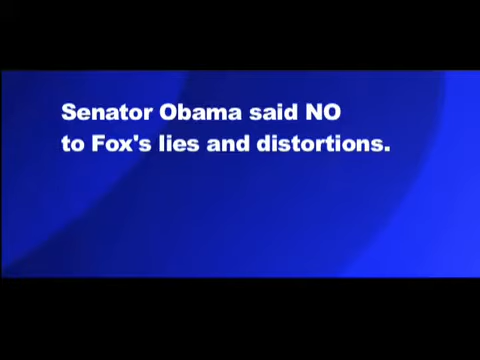 Senator Obama said NO
to Fox's lies and distortions.